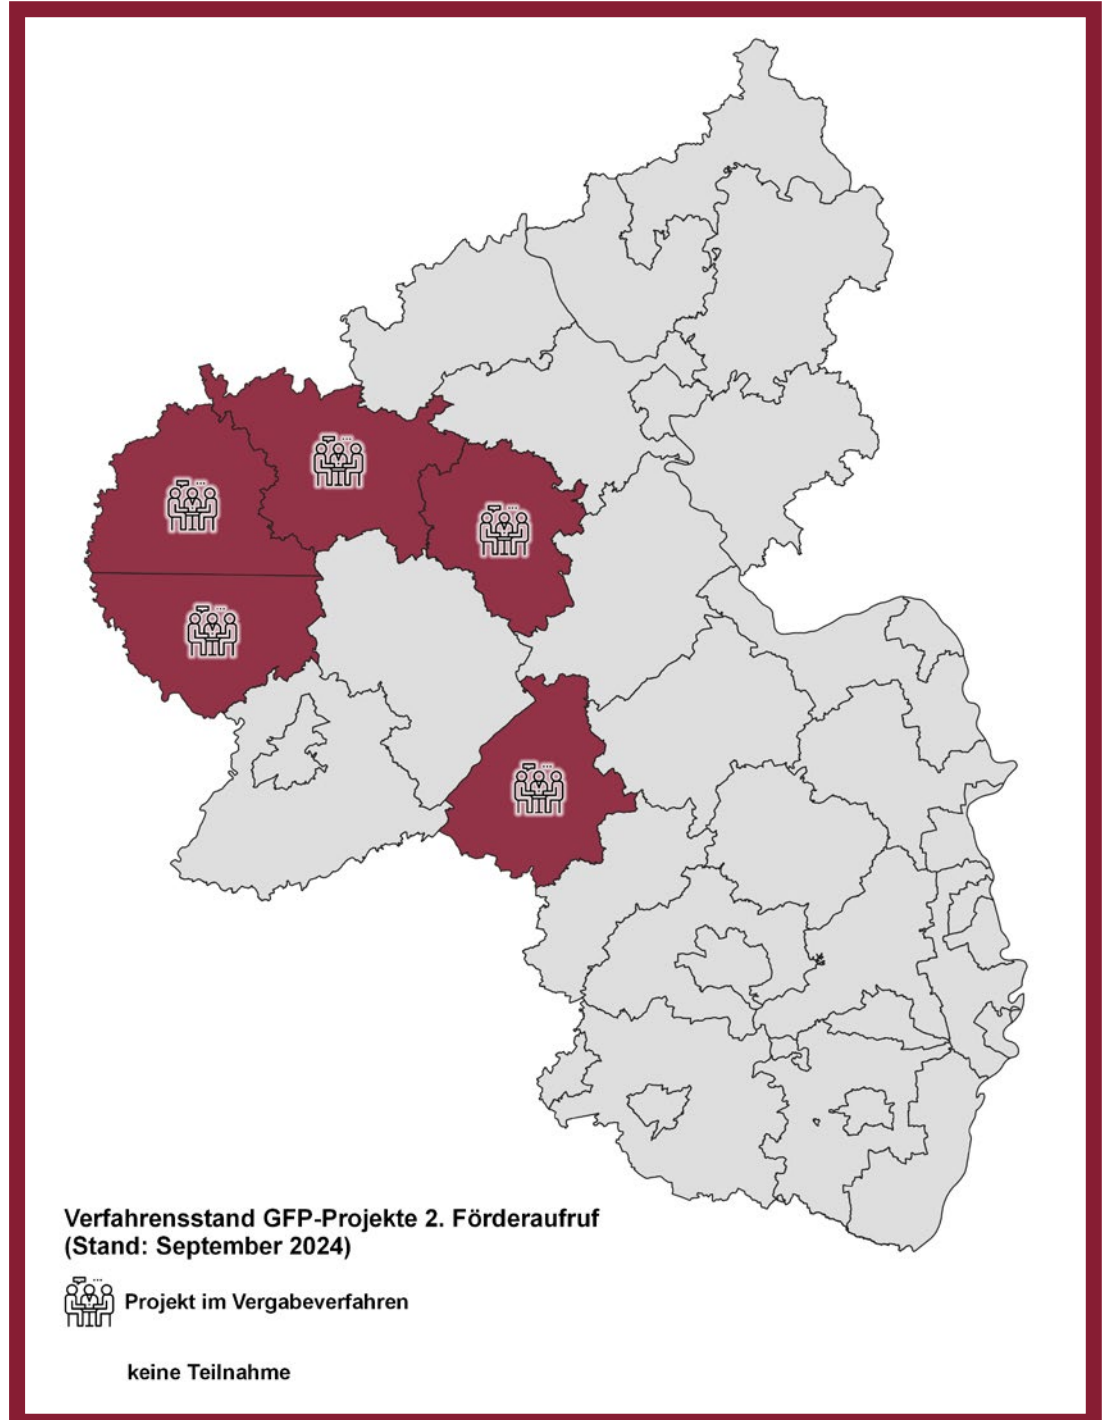 Verfahrensstand GFP-Projekte 2. Förderaufruf
(Stand: September 2024)
Projekt im Vergabeverfahren
keine Teilnahme